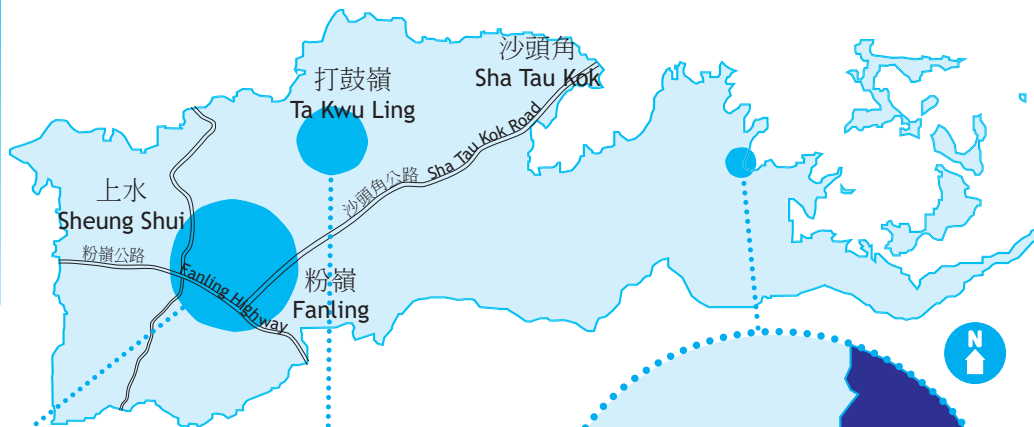 沙頭角
Sha Tau Kok
打鼓嶺
Ta Kwu Ling
沙頭角公路 Sha Tau Kok Road
上水
Sheung Shui
粉嶺公路
Fanling Highway
粉嶺
Fanling
N